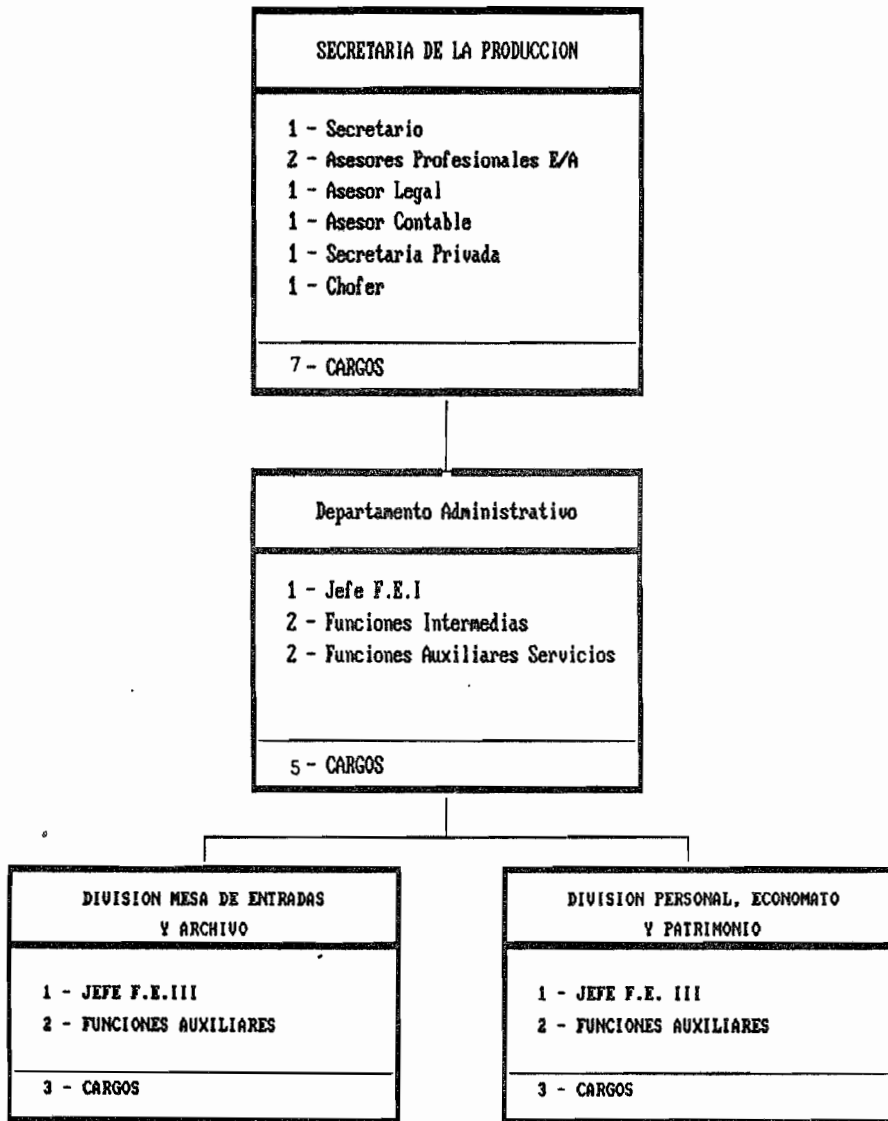 SECRETARIA DE LA PRODUCCION
1 - Secretario
2 - Asesores Profesionales E/A
1 - Asesor Legal
1 - Asesor Contable
1 - Secretaria Privada
1 - Chofer
7 - CARGOS
Departamento Administrativo
1 - Jefe F.E.I
2 - Funciones Intermedias
2 - Funciones Auxiliares Servicios
5 - CARGOS
DIVISION MESA DE ENTRADAS
Y ARCHIVO
1 - JEFE F.E.III
2 - FUNCIONES AUXILIARES
3 - CARGOS
DIVISION PERSONAL, ECONOMATO
Y PATRIMONIO
1 - JEFE F.E. III
2 - FUNCIONES AUXILIARES
3 - CARGOS